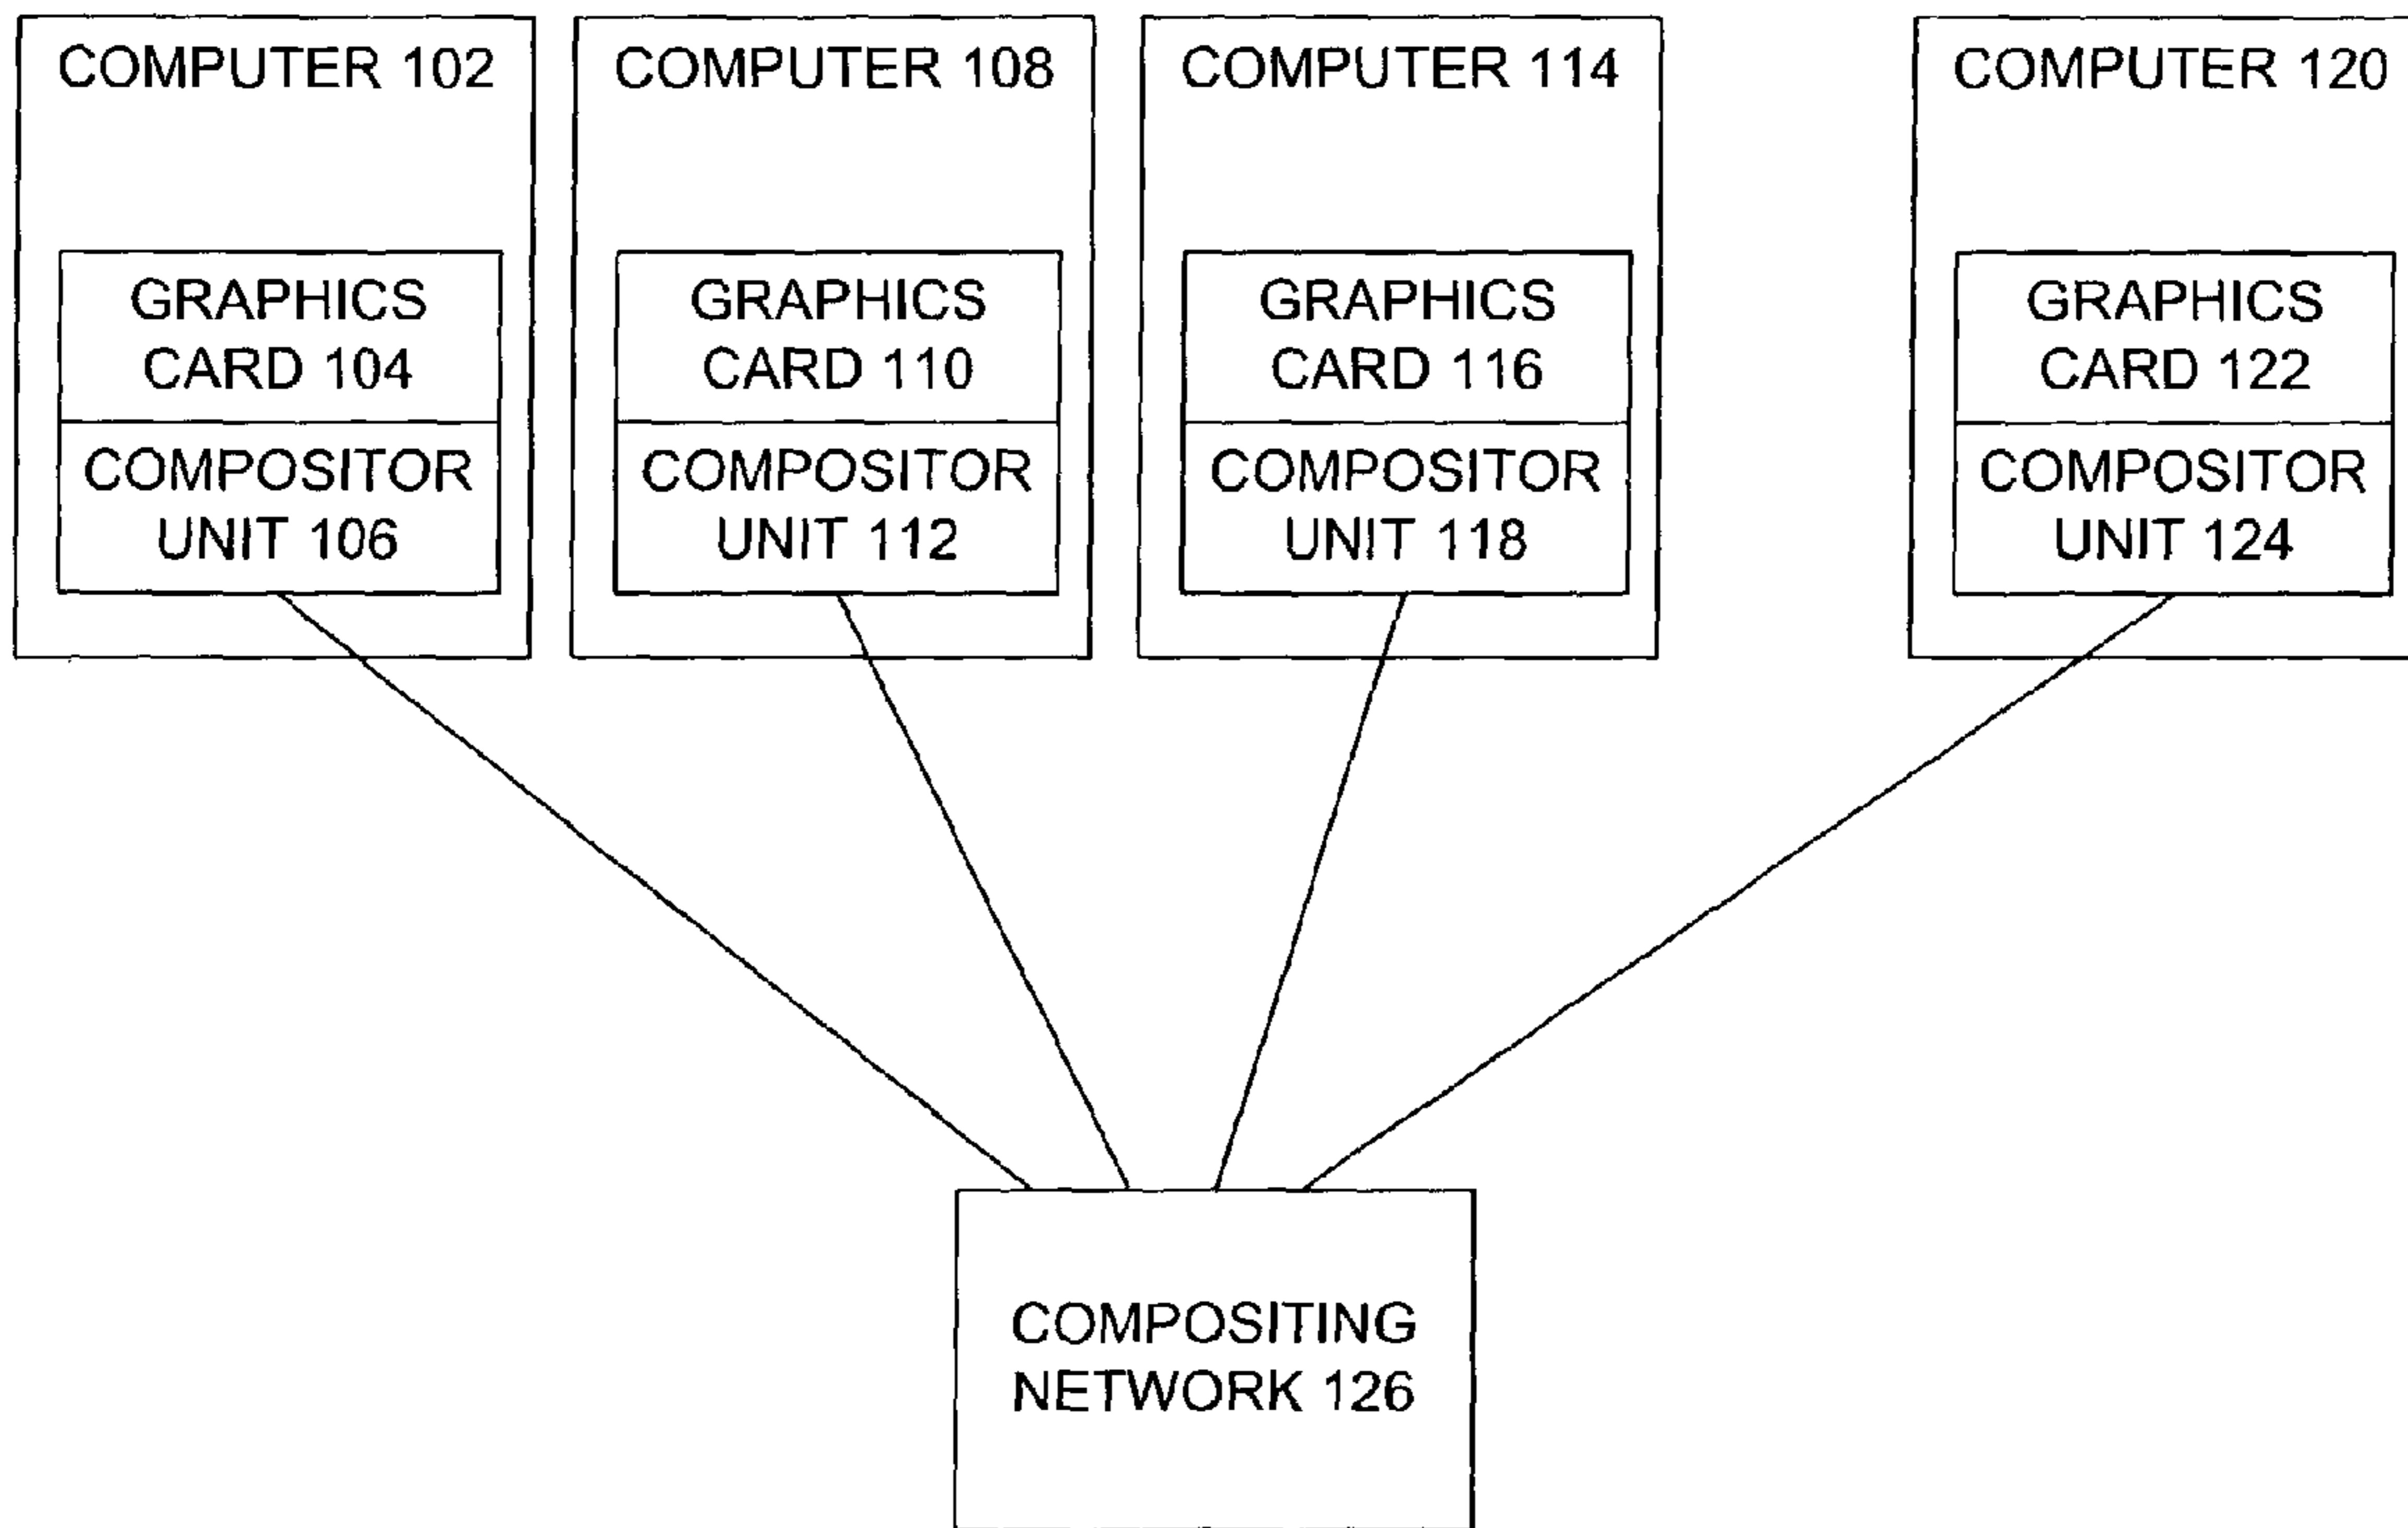 COMPUTER 102
GRAPHICS
CARD 104
COMPOSITOR
UNIT 106
COMPUTER 108
GRAPHICS
CARD 110
COMPOSITOR
UNIT 112
COMPUTER 114
GRAPHICS
CARD 116
COMPOSITOR
UNIT 118
COMPUTER 120
GRAPHICS
CARD 122
COMPOSITOR
UNIT 124
COMPOSITING
NETWORK 126